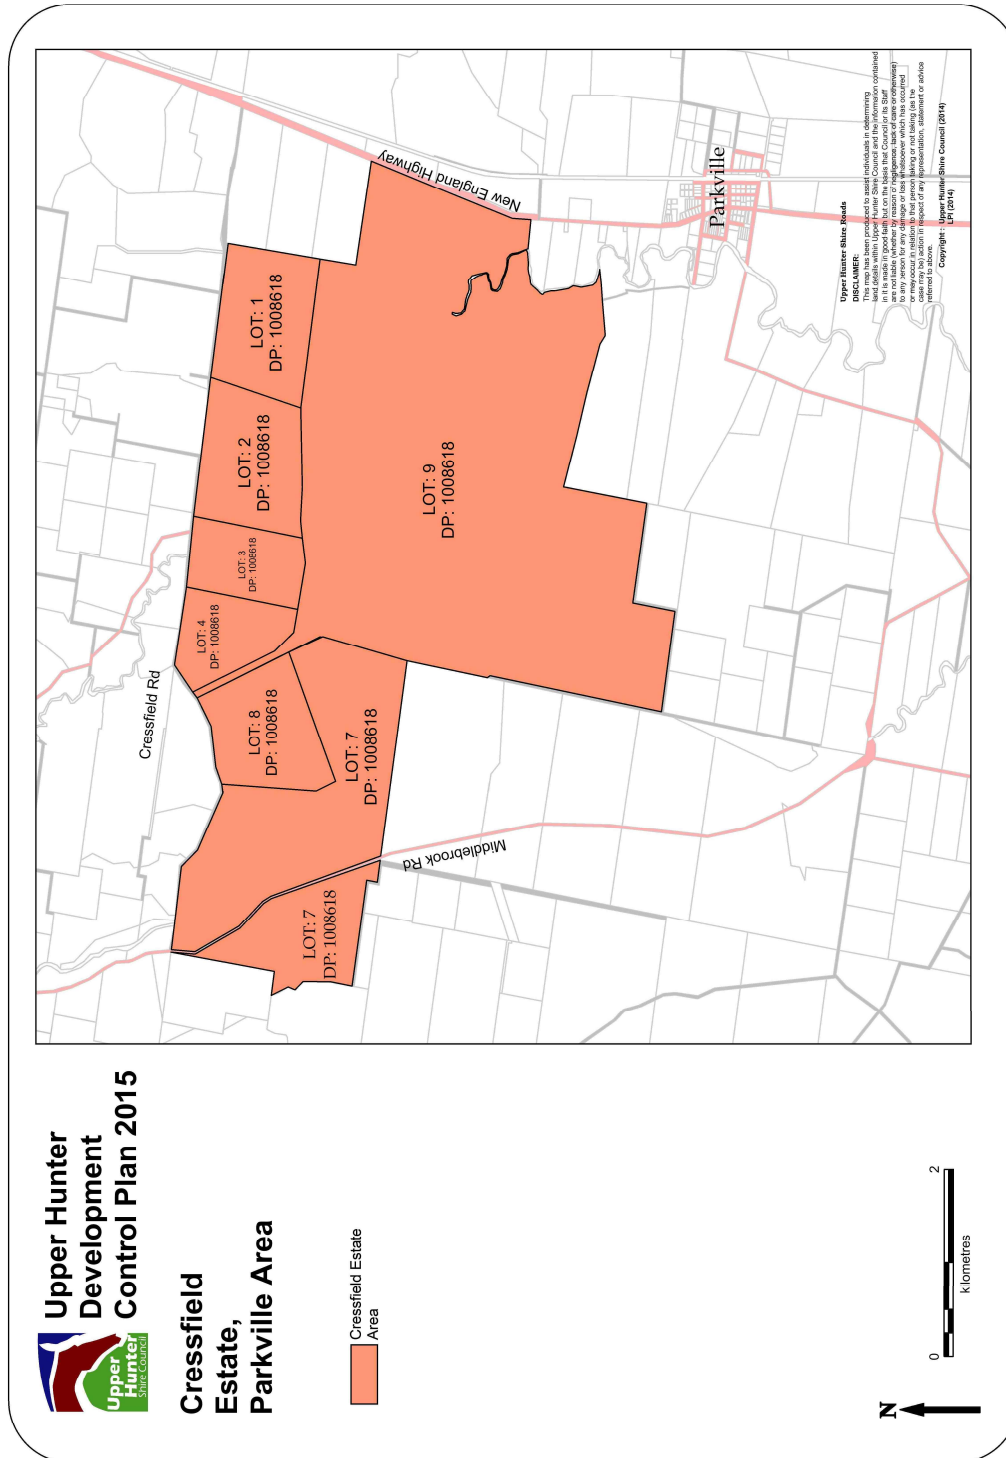 Upper Hunter
Shire Council
Upper Hunter
Development
Control Plan 2015
Cressfield
Estate,
Parkville Area
Cressfield Estate
Area
N
0
2
kilometres
Cressfield Rd
LOT: 1
DP: 1008618
LOT: 2
DP: 1008618
LOT: 3
DP: 1008618
LOT: 4
DP: 1008618
LOT: 8
DP: 1008618
LOT: 7
DP: 1008618
LOT: 7
DP: 1008618
LOT: 9
DP: 1008618
Middlebrook Rd
New England Highway
Parkville
Upper Hunter Shire Roads
DISCLAIMER:
This map has been produced to assist individuals in determining
land details within Upper Hunter Shire Council and the information contained
in it is made in good faith but on the basis that Council or its Staff
are not liable (whether by reason of negligence, lack of care or otherwise)
to any person for any damage or loss whatsoever which has occurred
or may occur in relation to that person taking or not taking (as the
case may be) action in respect of any representation, statement or advice
referred to above.
Copyright : Upper Hunter Shire Council (2014)
LPI (2014)